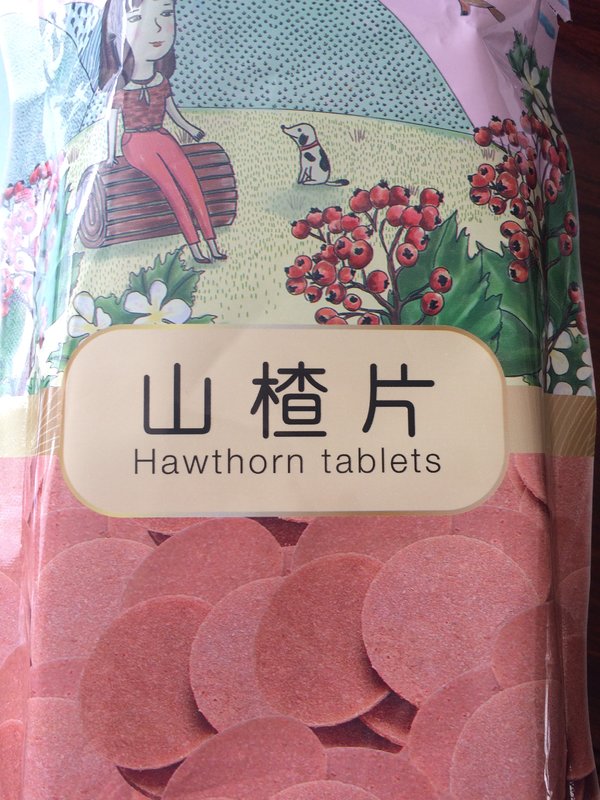 山楂片
Hawthorn tablets